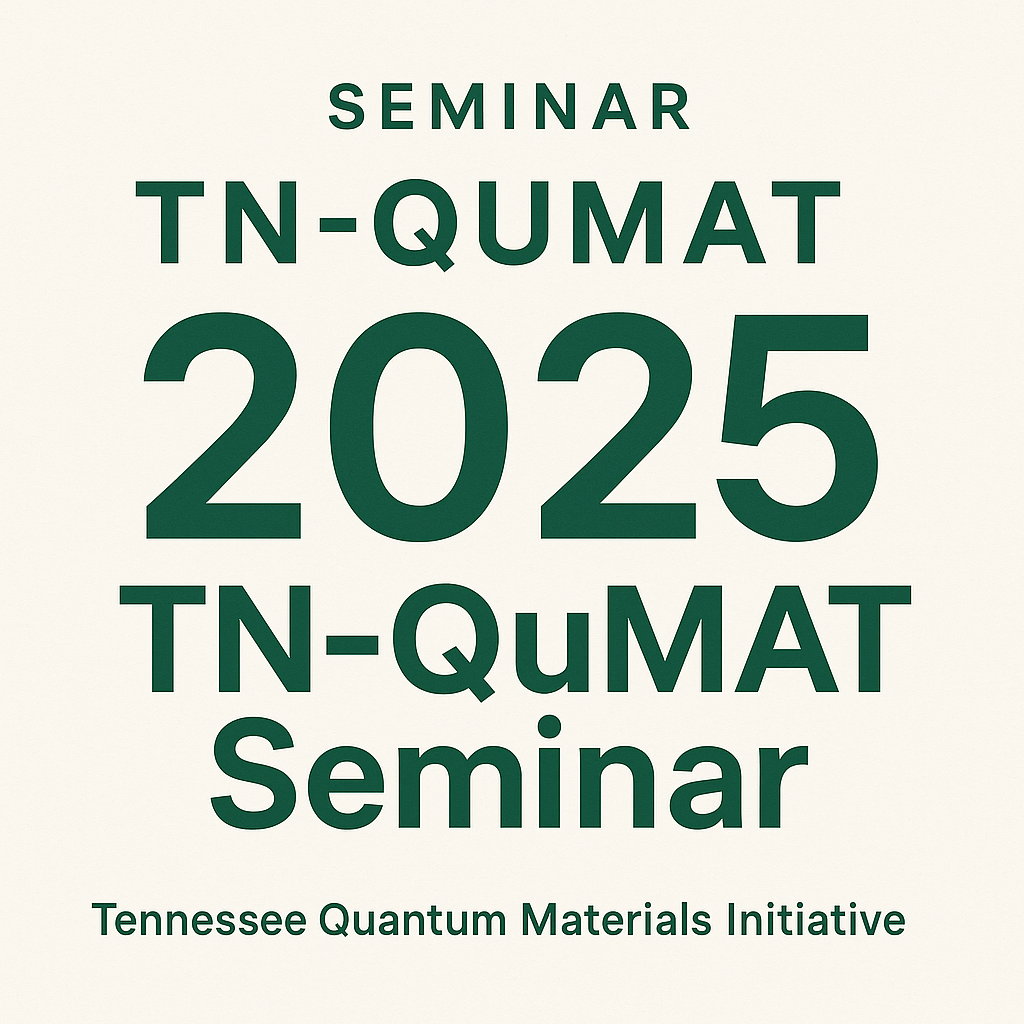 SEMINAR
TN-QUMAT
2025
TN-QuMAT
Seminar
Tennessee Quantum Materials Initiative